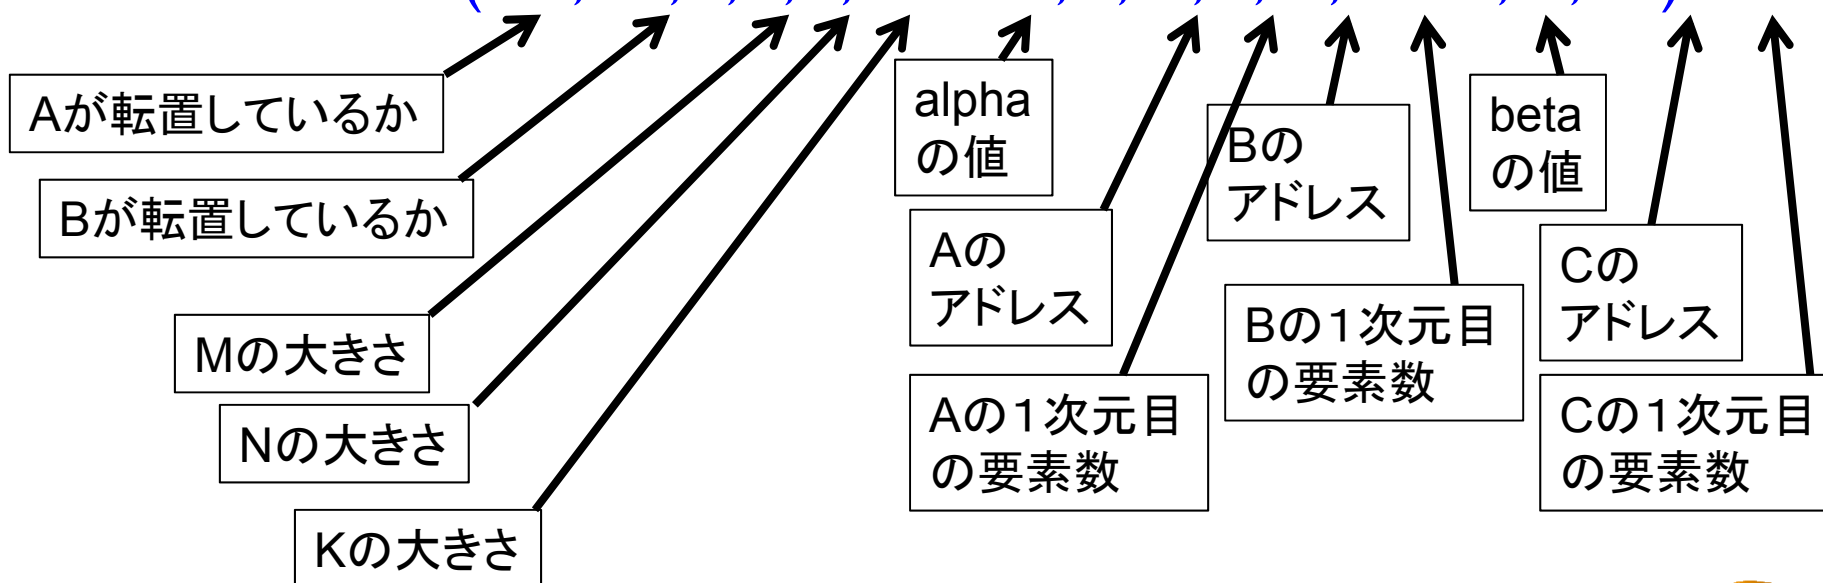 Aが転置しているか
Bが転置しているか
Mの大きさ
Nの大きさ
Kの大きさ
alpha
の値
Aの
アドレス
Aの１次元目
の要素数
Bの
アドレス
Bの１次元目
の要素数
beta
の値
Cの
アドレス
Cの１次元目
の要素数